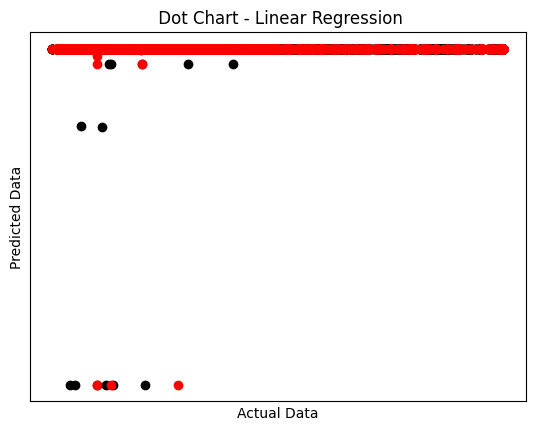 Dot Chart - Linear Regression
Predicted Data
Actual Data